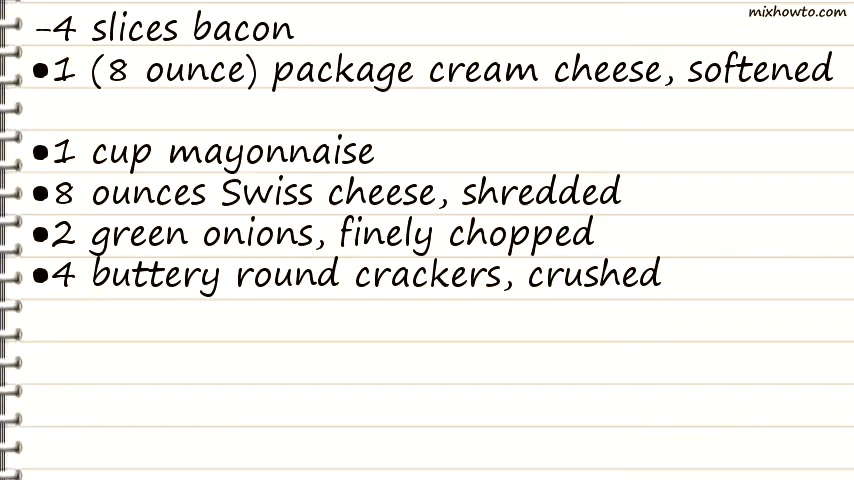 mixhowto.com
-4 slices bacon
•1 (8 ounce) package cream cheese, softened
•1 cup mayonnaise
•8 ounces Swiss cheese, shredded
•2 green onions, finely chopped
•4 buttery round crackers, crushed